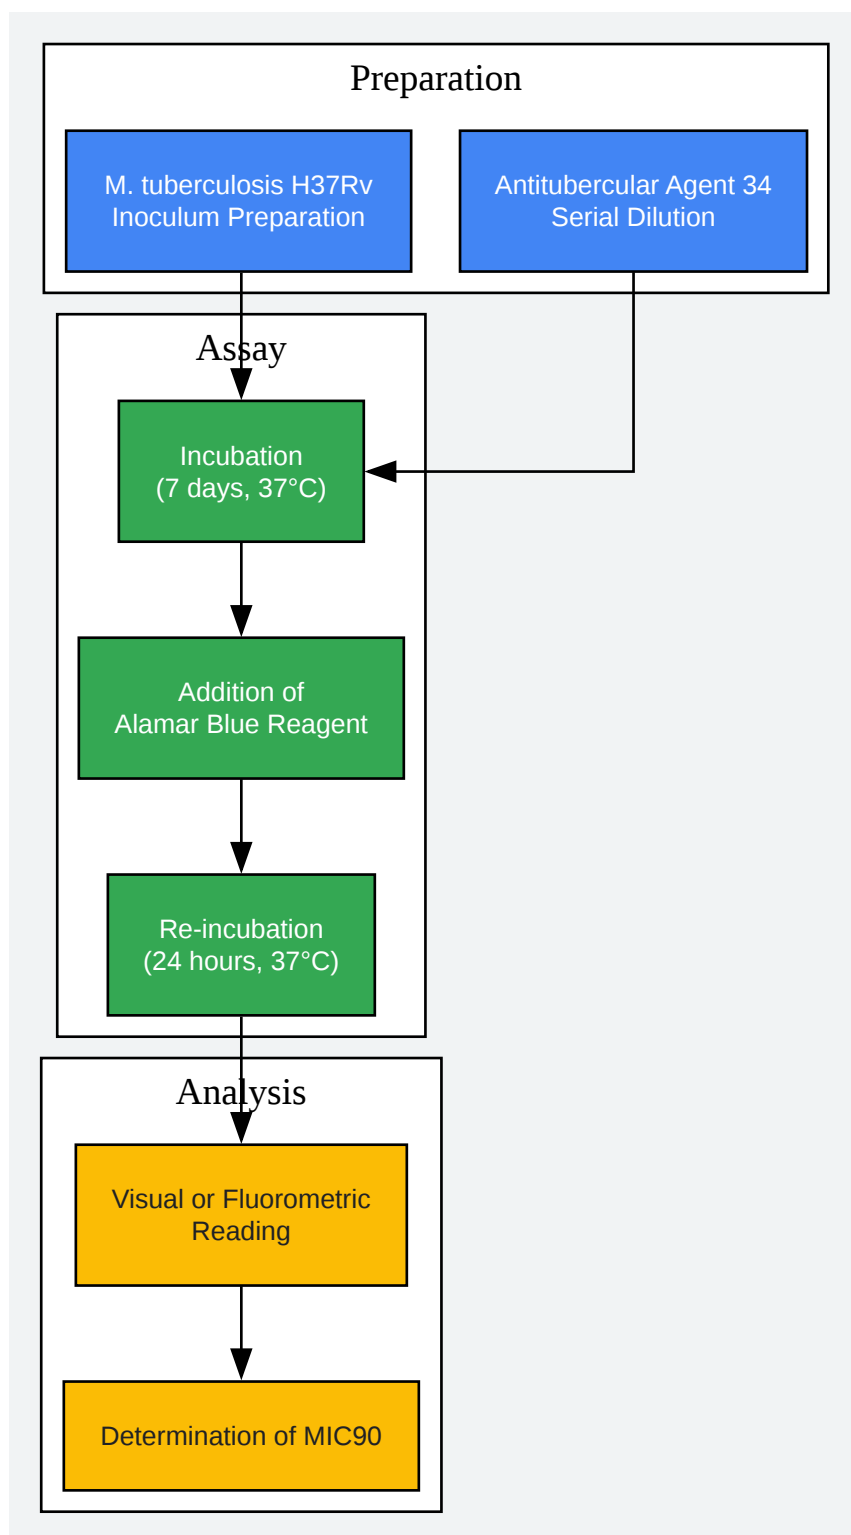 Preparation
M. tuberculosis H37Rv
Inoculum Preparation
Antitubercular Agent 34
Serial Dilution
Assay
Incubation
(7 days, 37°C)
Addition of
Alamar Blue Reagent
Re-incubation
(24 hours, 37°C)
Analysis
Visual or Fluorometric
Reading
Determination of MIC90